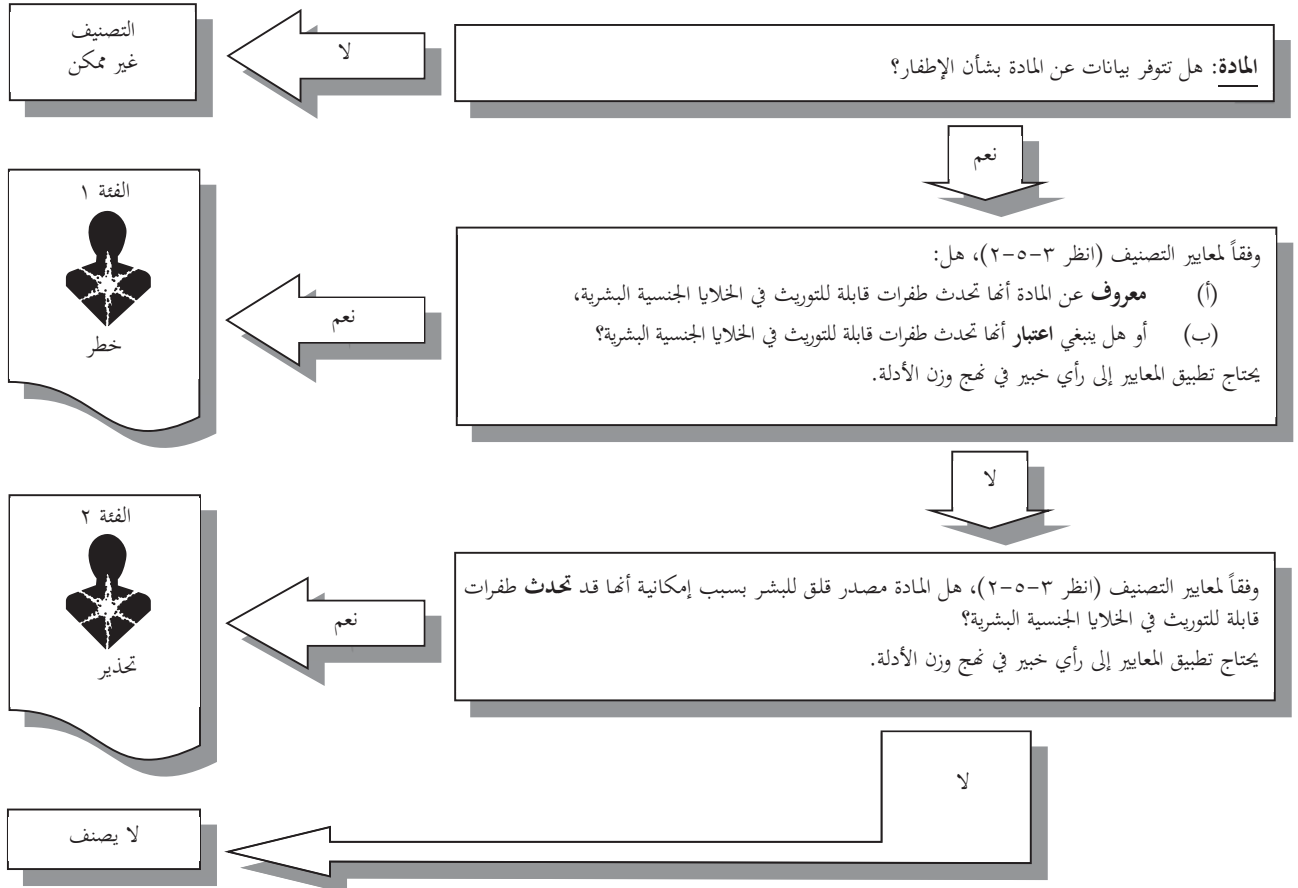 المادة: هل تتوفر بيانات عن المادة بشأن الإطفار؟
لا
التصنيف
غير ممكن
نعم
وفقاً لمعايير التصنيف (انظر ٣-٥-٢)، هل:
(أ) معروف عن المادة أنها تحدث طفرات قابلة للتوريث في الخلايا الجنسية البشرية،
(ب) أو هل ينبغي اعتبار أنها تحدث طفرات قابلة للتوريث في الخلايا الجنسية البشرية؟
يحتاج تطبيق المعايير إلى رأي خبير في نهج وزن الأدلة.
نعم
الفئة ١
خطر
لا
وفقاً لمعايير التصنيف (انظر ٣-٥-٢)، هل المادة مصدر قلق للبشر بسبب إمكانية أنها قد تحدث طفرات
قابلة للتوريث في الخلايا الجنسية البشرية؟
يحتاج تطبيق المعايير إلى رأي خبير في نهج وزن الأدلة.
نعم
الفئة ٢
تحذير
لا
لا يصنف